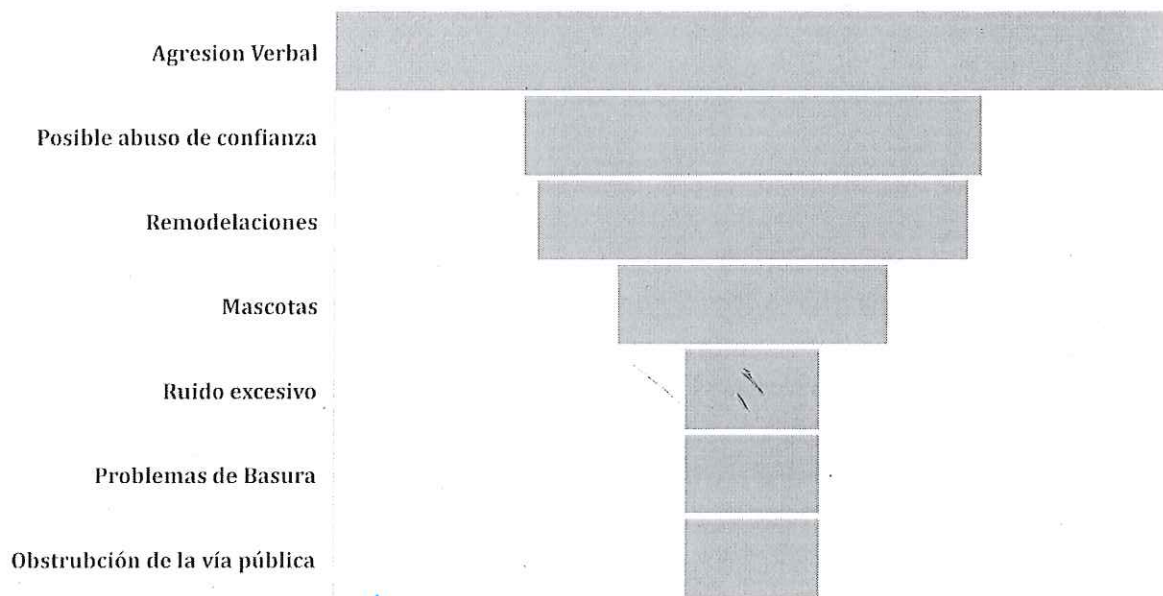 Agresion Verbal
Posible abuso de confianza
Remodelaciones
Mascotas
Ruido excesivo
Problemas de Basura
Obstrubción de la vía pública